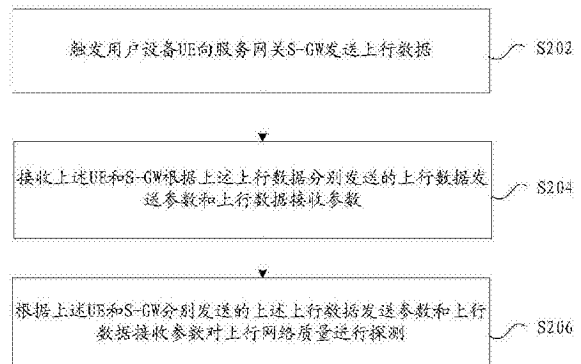 触发用户设备UE向服务网关S-GW发送上行数据
S202
接收上述UE和S-GW根据上述上行数据分别发送的上行数据发
送参数和上行数据接收参数
S204
根据上述UE和S-GW分别发送的上述上行数据发送参数和上行
数据接收参数对上行网络质量进行探测
S206